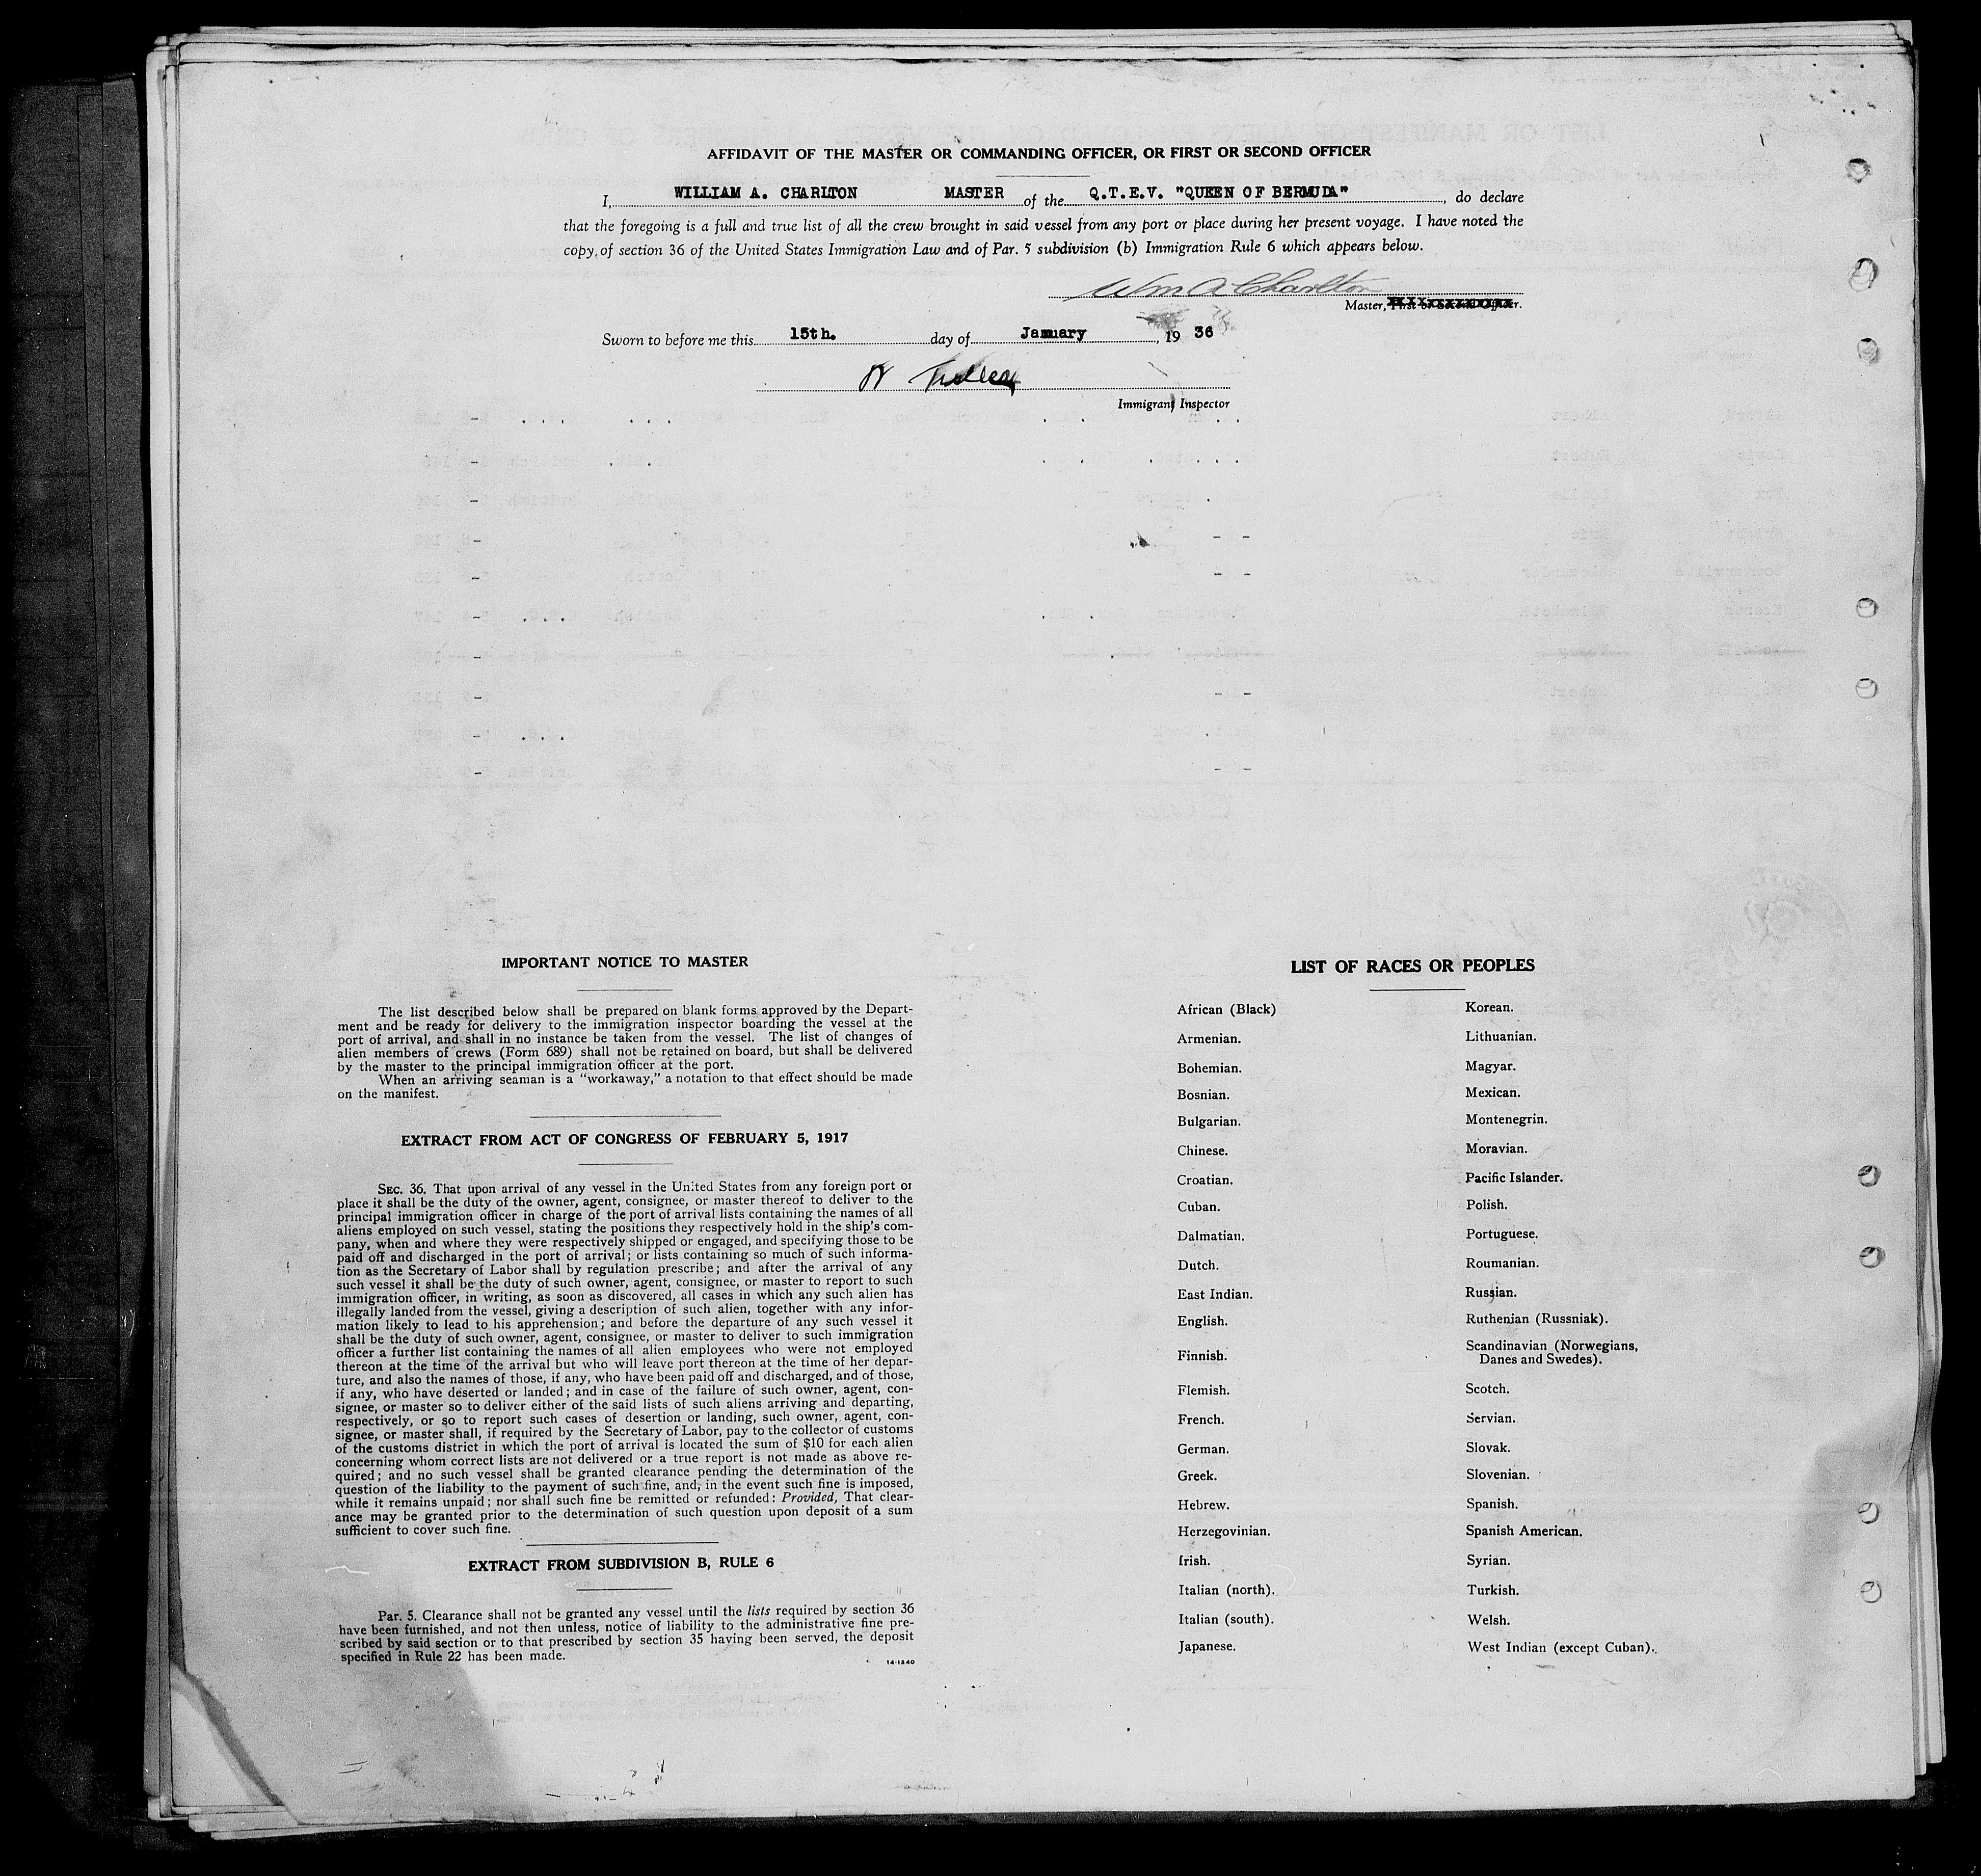 AFFIDAVIT OF THE MASTER OR COMMANDING OFFICER, OR FIRST OR SECOND OFFICER
I, WILLIAM A. CHARLTON MASTER of the Q.T.E.V. "QUEEN OF BERMUDA", do declare
that the foregoing is a full and true list of all the crew brought in said vessel from any port or place during her present voyage. I have noted the
copy of section 36 of the United States Immigration Law and of Par. 5 subdivision (b) Immigration Rule 6 which appears below.
Wm A Charlton
Master, First or Second Officer.
Sworn to before me this 15th. day of January, 19 36
Immigrant Inspector
IMPORTANT NOTICE TO MASTER
The list described below shall be prepared on blank forms approved by the Depart-
ment and be ready for delivery to the immigration inspector boarding the vessel at the
port of arrival, and shall in no instance be taken from the vessel. The list of changes of
alien members of crews (Form 689) shall not be retained on board, but shall be delivered
by the master to the principal immigration officer at the port.
When an arriving seaman is a "workaway," a notation to that effect should be made
on the manifest.
EXTRACT FROM ACT OF CONGRESS OF FEBRUARY 5, 1917
SEC. 36. That upon arrival of any vessel in the United States from any foreign port or
place it shall be the duty of the owner, agent, consignee, or master thereof to deliver to the
principal immigration officer in charge of the port of arrival lists containing the names of all
aliens employed on such vessel, stating the positions they respectively hold in the ship's com-
pany, when and where they were respectively shipped or engaged, and specifying those to be
paid off and discharged in the port of arrival; or lists containing so much of such informa-
tion as the Secretary of Labor shall by regulation prescribe; and after the arrival of any
such vessel it shall be the duty of such owner, agent, consignee, or master to report to such
immigration officer, in writing, as soon as discovered, all cases in which any such alien has
illegally landed from the vessel, giving a description of such alien, together with any infor-
mation likely to lead to his apprehension; and before the departure of any such vessel it
shall be the duty of such owner, agent, consignee, or master to deliver to such immigration
officer a further list containing the names of all alien employees who were not employed
thereon at the time of the arrival but who will leave port thereon at the time of her depar-
ture, and also the names of those, if any, who have been paid off and discharged, and of those,
if any, who have deserted or landed; and in case of the failure of such owner, agent, con-
signee, or master so to deliver either of the said lists of such aliens arriving and departing,
respectively, or so to report such cases of desertion or landing, such owner, agent, con-
signee, or master shall, if required by the Secretary of Labor, pay to the collector of customs
of the customs district in which the port of arrival is located the sum of $10 for each alien
concerning whom correct lists are not delivered or a true report is not made as above re-
quired; and no such vessel shall be granted clearance pending the determination of the
question of the liability to the payment of such fine, and, in the event such fine is imposed,
while it remains unpaid; nor shall such fine be remitted or refunded: Provided, That clear-
ance may be granted prior to the determination of such question upon deposit of a sum
sufficient to cover such fine.
EXTRACT FROM SUBDIVISION B, RULE 6
Par. 5. Clearance shall not be granted any vessel until the lists required by section 36
have been furnished, and not then unless, notice of liability to the administrative fine pre-
scribed by said section or to that prescribed by section 35 having been served, the deposit
specified in Rule 22 has been made.
14-1240
LIST OF RACES OR PEOPLES
African (Black)
Armenian.
Bohemian.
Bosnian.
Bulgarian.
Chinese.
Croatian.
Cuban.
Dalmatian.
Dutch.
East Indian.
English.
Finnish.
Flemish.
French.
German.
Greek.
Hebrew.
Herzegovinian.
Irish.
Italian (north).
Italian (south).
Japanese.
Korean.
Lithuanian.
Magyar.
Mexican.
Montenegrin.
Moravian.
Pacific Islander.
Polish.
Portuguese.
Roumanian.
Russian.
Ruthenian (Russniak).
Scandinavian (Norwegians,
Danes and Swedes).
Scotch.
Servian.
Slovak.
Slovenian.
Spanish.
Spanish American.
Syrian.
Turkish.
Welsh.
West Indian (except Cuban).